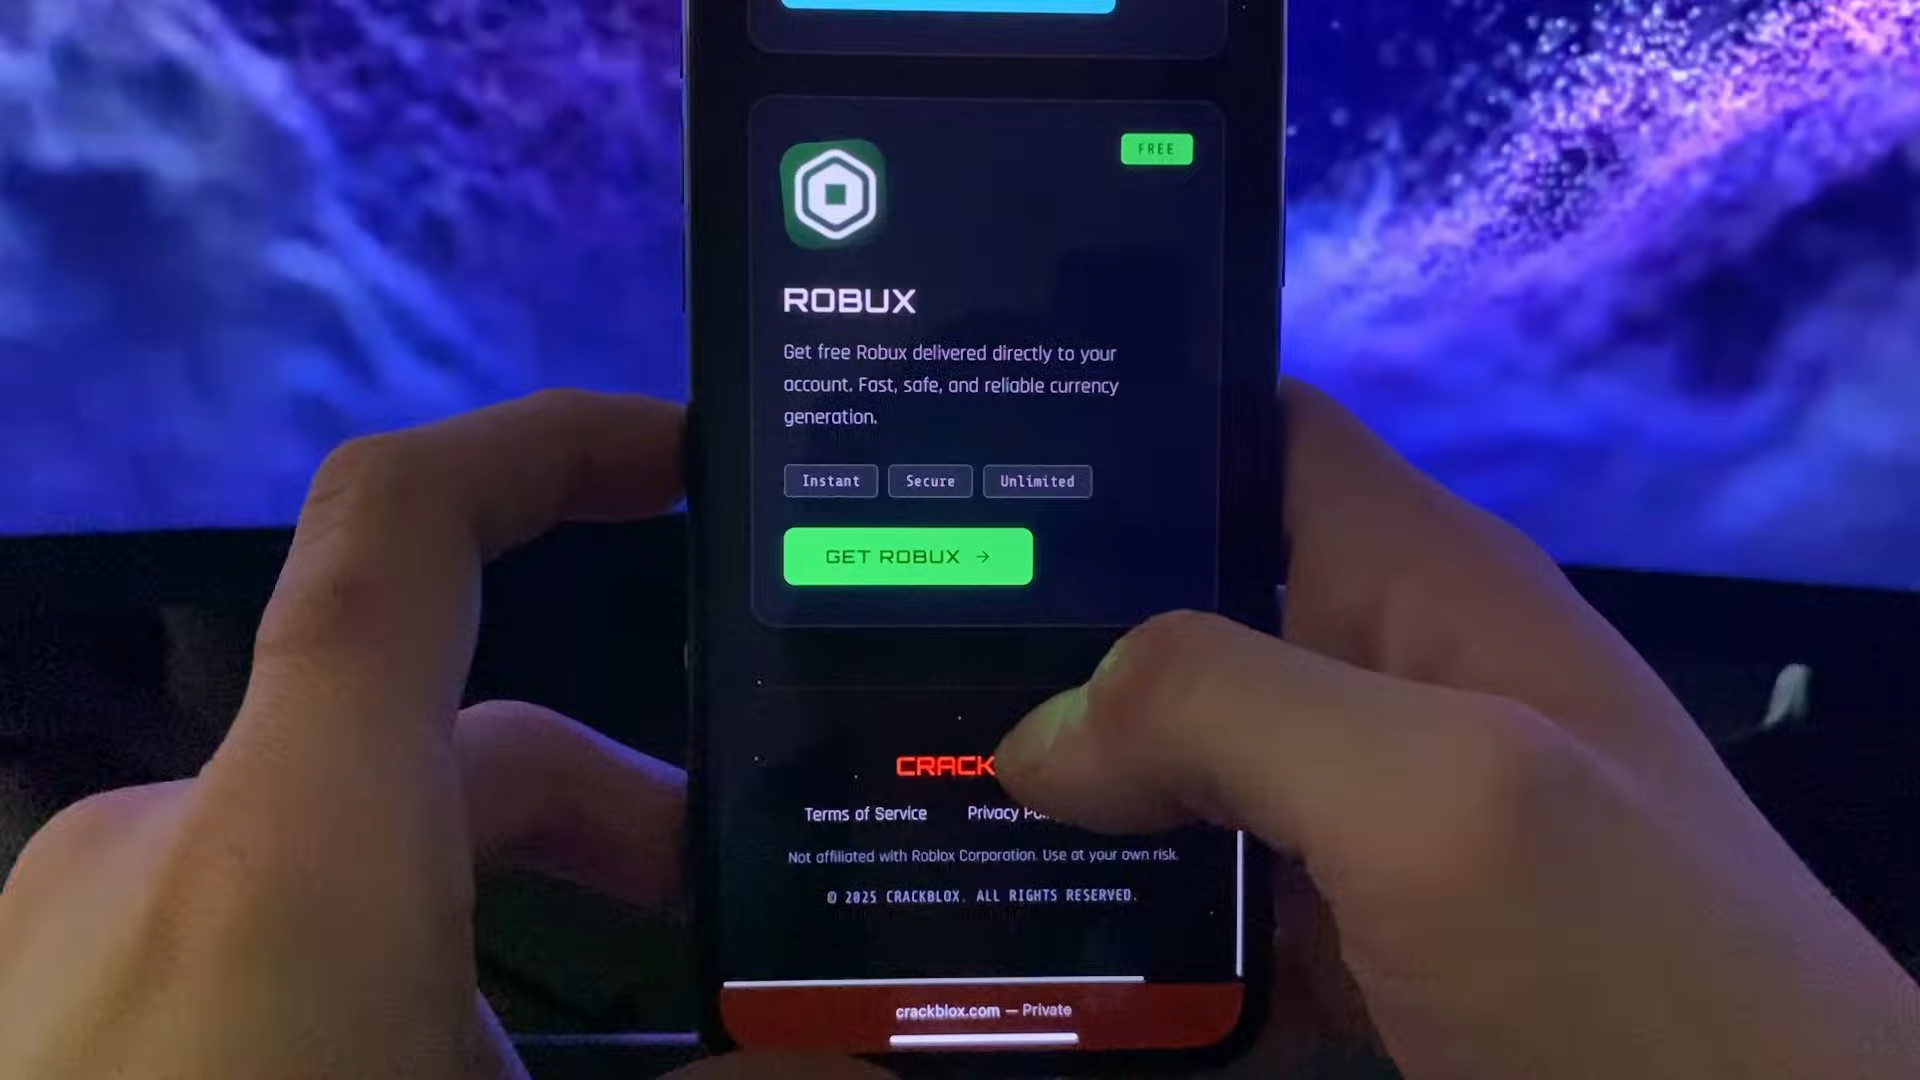 FREE
ROBUX
Get free Robux delivered directly to your
account. Fast, safe, and reliable currency
generation.
Instant Secure Unlimited
GET ROBUX →
CRACK
Terms of Service Privacy
Not affiliated with Roblox Corporation. Use at your own risk.
© 2025 CRACKBLOX. ALL RIGHTS RESERVED.
crackblox.com — Private